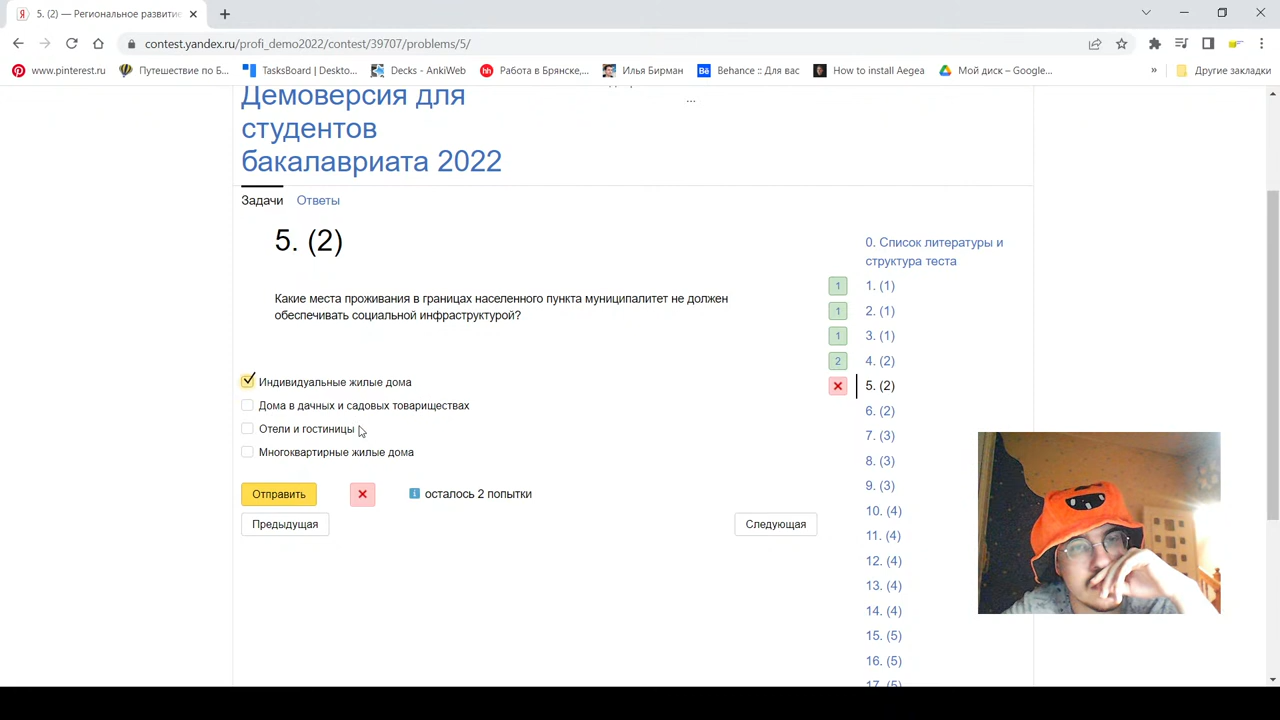 5. (2) — Региональное развитие
contest.yandex.ru/profi_demo2022/contest/39707/problems/5/
www.pinterest.ru
Путешествие по Б...
TasksBoard | Deskto...
Decks - AnkiWeb
Работа в Брянске,...
Илья Бирман
Behance :: Для вас
How to install Aegea
Мой диск – Google...
»
Другие закладки
Демоверсия для
студентов
бакалавриата 2022
...
Задачи Ответы
5. (2)
Какие места проживания в границах населенного пункта муниципалитет не должен
обеспечивать социальной инфраструктурой?
Индивидуальные жилые дома
Дома в дачных и садовых товариществах
Отели и гостиницы
Многоквартирные жилые дома
Отправить
осталось 2 попытки
Предыдущая
Следующая
0. Список литературы и
структура теста
1 1. (1)
1 2. (1)
1 3. (1)
2 4. (2)
5. (2)
6. (2)
7. (3)
8. (3)
9. (3)
10. (4)
11. (4)
12. (4)
13. (4)
14. (4)
15. (5)
16. (5)
17. (5)